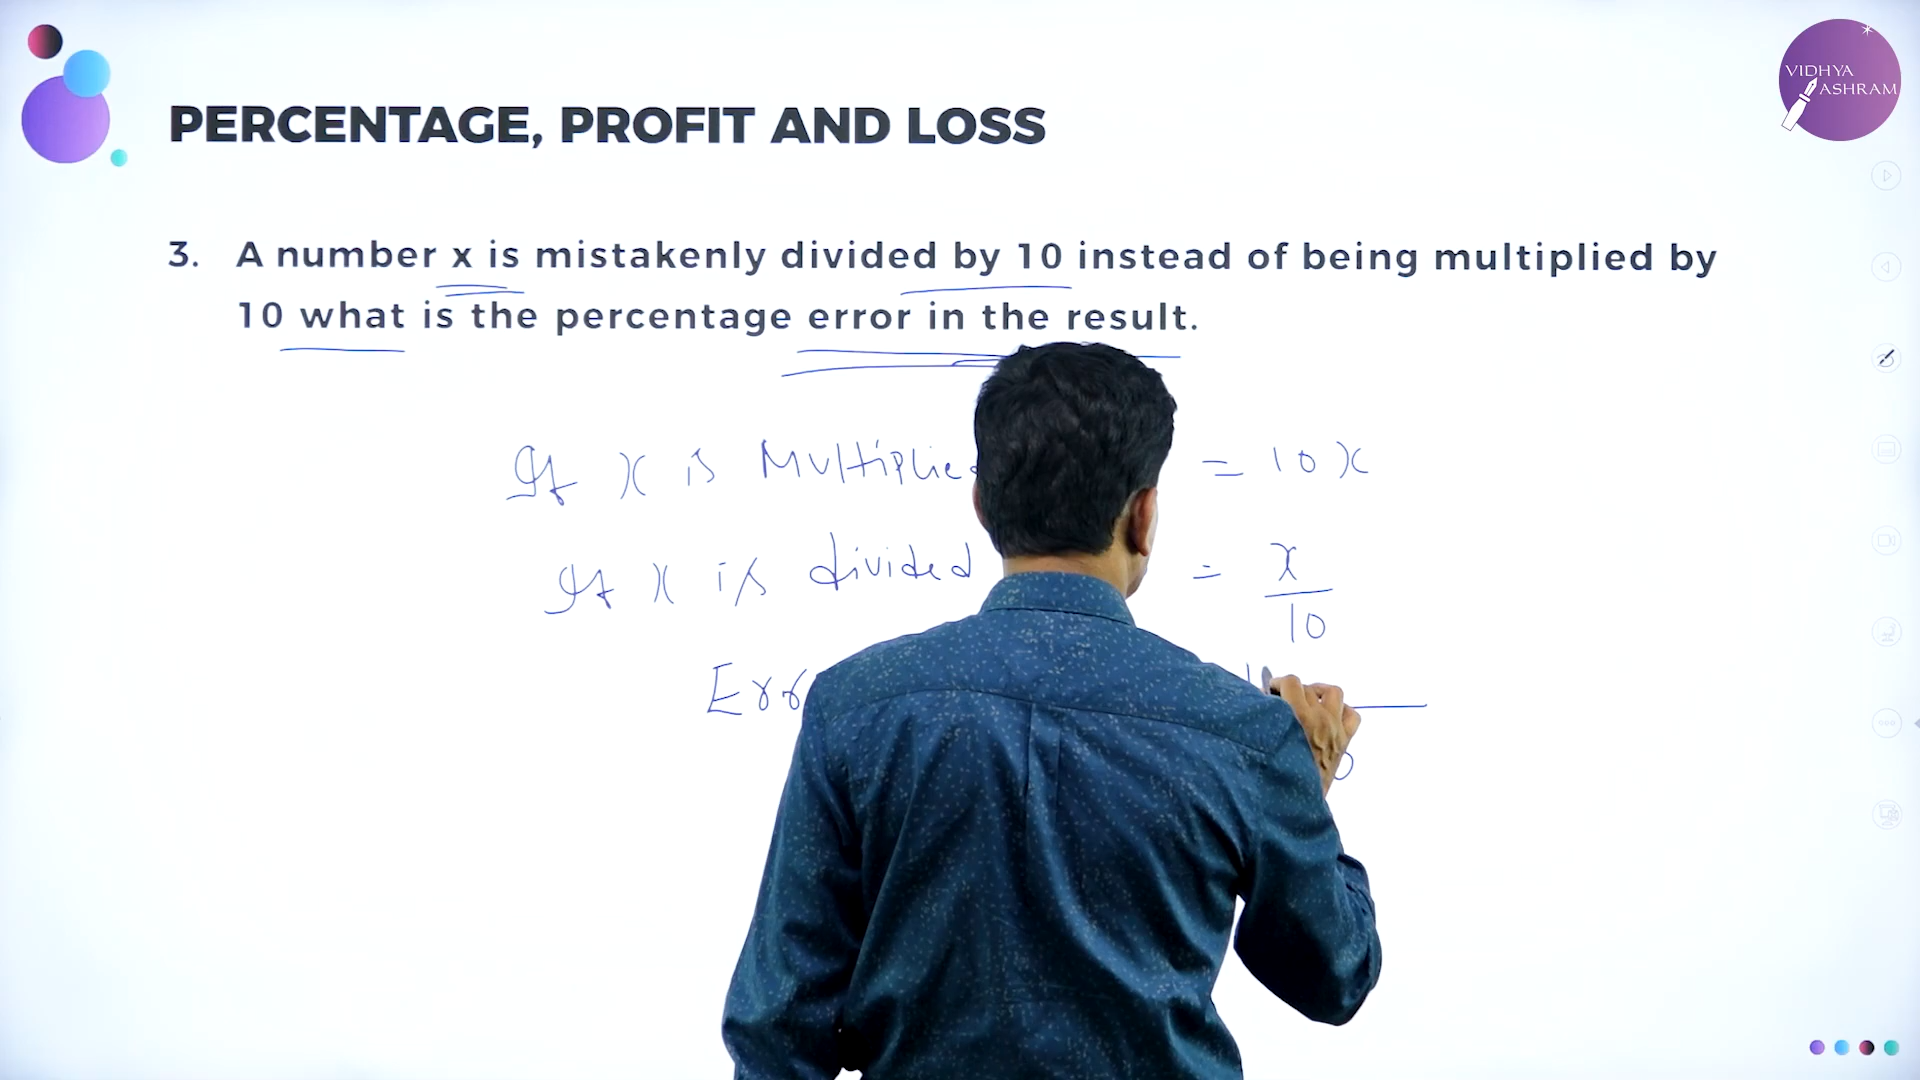 VIDHYA
ASHRAM
PERCENTAGE, PROFIT AND LOSS
3. A number x is mistakenly divided by 10 instead of being multiplied by
10 what is the percentage error in the result.
If x is Multiplie = 10x
If x is divided = x
10
Err